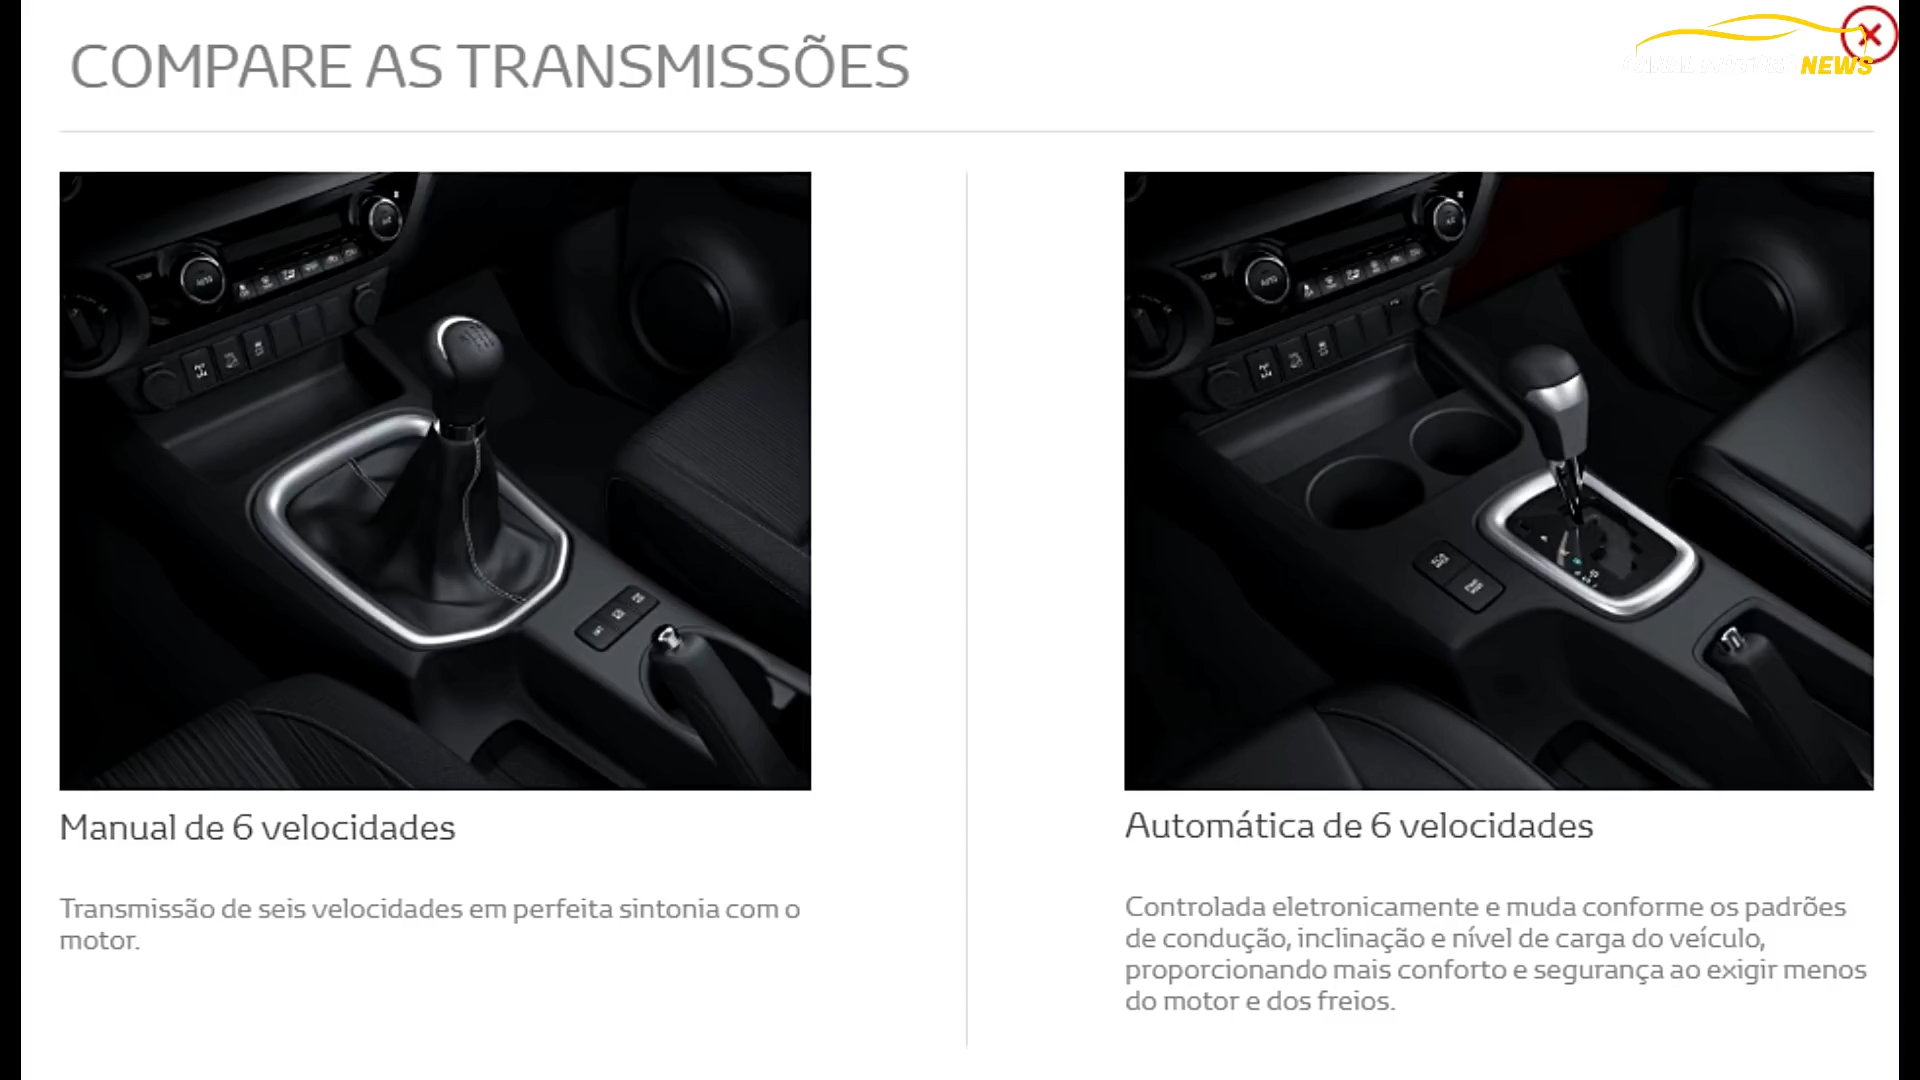 COMPARE AS TRANSMISSÕES
NEWS
Manual de 6 velocidades
Transmissão de seis velocidades em perfeita sintonia com o
motor.
Automática de 6 velocidades
Controlada eletronicamente e muda conforme os padrões
de condução, inclinação e nível de carga do veículo,
proporcionando mais conforto e segurança ao exigir menos
do motor e dos freios.